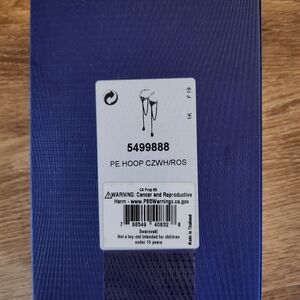 5499888
PE HOOP CZWH/ROS
1K F 19
CA Prop 65
WARNING: Cancer and Reproductive
Harm - www.P65Warnings.ca.gov
7 68549 40832 8
Swarovski
Not a toy-not intended for children
under 15 years
Made in Thailand